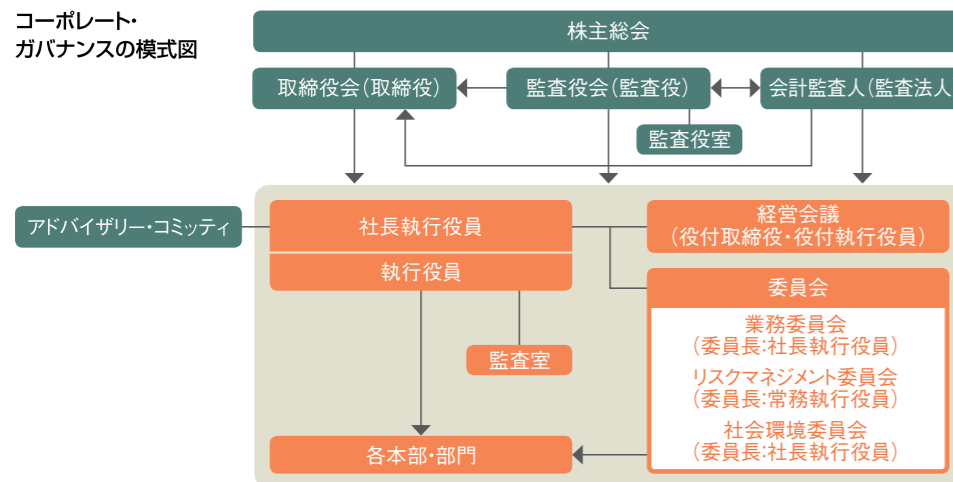 コーポレート・
ガバナンスの模式図
株主総会
取締役会(取締役)
監査役会(監査役)
会計監査人(監査法人
監査役室
アドバイザリー・コミッティ
社長執行役員
執行役員
経営会議
(役付取締役・役付執行役員)
委員会
業務委員会
(委員長:社長執行役員)
リスクマネジメント委員会
(委員長:常務執行役員)
社会環境委員会
(委員長:社長執行役員)
監査室
各本部・部門